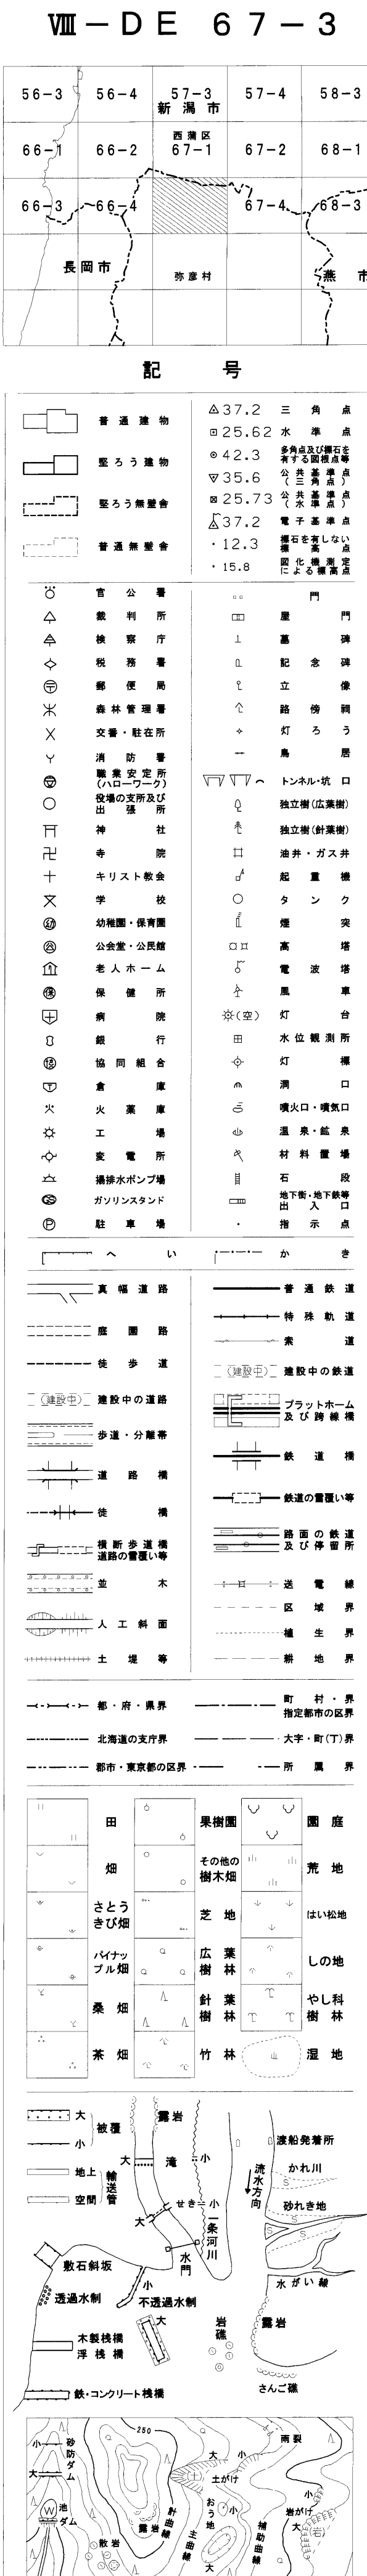 Ⅷ－ＤＥ ６７－３
56-3 56-4 57-3 57-4 58-3
新潟市
西蒲区
66-1 66-2 67-1 67-2 68-1
66-3 66-4 67-4 68-3
長岡市
弥彦村
燕市
記号
普通建物
堅ろう建物
堅ろう無壁舎
普通無壁舎
37.2 三角点
25.62 水準点
42.3 多角点及び標石を有する図根点等
35.6 公共基準点（三角点）
25.73 公共基準点（水準点）
37.2 電子基準点
12.3 標石を有しない標高点
15.8 図化機測定による標高点
官公署
裁判所
検察庁
税務署
郵便局
森林管理署
交番・駐在所
消防署
職業安定所
（ハローワーク）
役場の支所及び
出張所
神社
寺院
キリスト教会
学校
幼 幼稚園・保育園
公 公会堂・公民館
老人ホーム
保 保健所
病院
銀行
協 協同組合
倉庫
火 火薬庫
工場
変電所
揚排水ポンプ場
ガソリンスタンド
P 駐車場
門
屋門
墓碑
記念碑
立像
路傍祠
灯ろう
鳥居
トンネル・坑口
独立樹（広葉樹）
独立樹（針葉樹）
油井・ガス井
起重機
タンク
煙突
高塔
電波塔
風車
(空) 灯台
水位観測所
灯標
洞口
噴火口・噴気口
温泉・鉱泉
材料置場
石段
地下街・地下鉄等
出入口
指示点
へい
かき
真幅道路
庭園路
徒歩道
（建設中） 建設中の道路
歩道・分離帯
道路橋
徒橋
横断歩道橋
道路の雪覆い等
並木
人工斜面
土堤等
普通鉄道
特殊軌道
索道
（建設中） 建設中の鉄道
プラットホーム
及び跨線橋
鉄道橋
鉄道の雪覆い等
路面の鉄道
及び停留所
送電線
区域界
植生界
耕地界
都・府・県界
北海道の支庁界
郡市・東京都の区界
町村・界
指定都市の区界
大字・町(丁)界
所属界
田 果樹園 園庭
畑 その他の樹木畑 荒地
さとうきび畑 芝地 はい松地
パイナップル畑 広葉樹林 しの地
桑畑 針葉樹林 やし科樹林
茶畑 竹林 湿地
大
小
被覆
地上
空間
輸送管
露岩
大 滝 小
大 せき 小
水門
一条河川
流水方向
渡船発着所
かれ川
砂れき地
S
S
S
S
水がい線
敷石斜坂
透過水制
小
不透過水制
大
木製桟橋
浮桟橋
鉄・コンクリート桟橋
岩礁
露岩
さんご礁
小
砂防ダム
大
W
池
ダム
250
露岩
散岩
計曲線
主曲線
大 小
土がけ
(土)
おう地
小
大
補助曲線
雨裂
小
岩がけ
大
(岩)